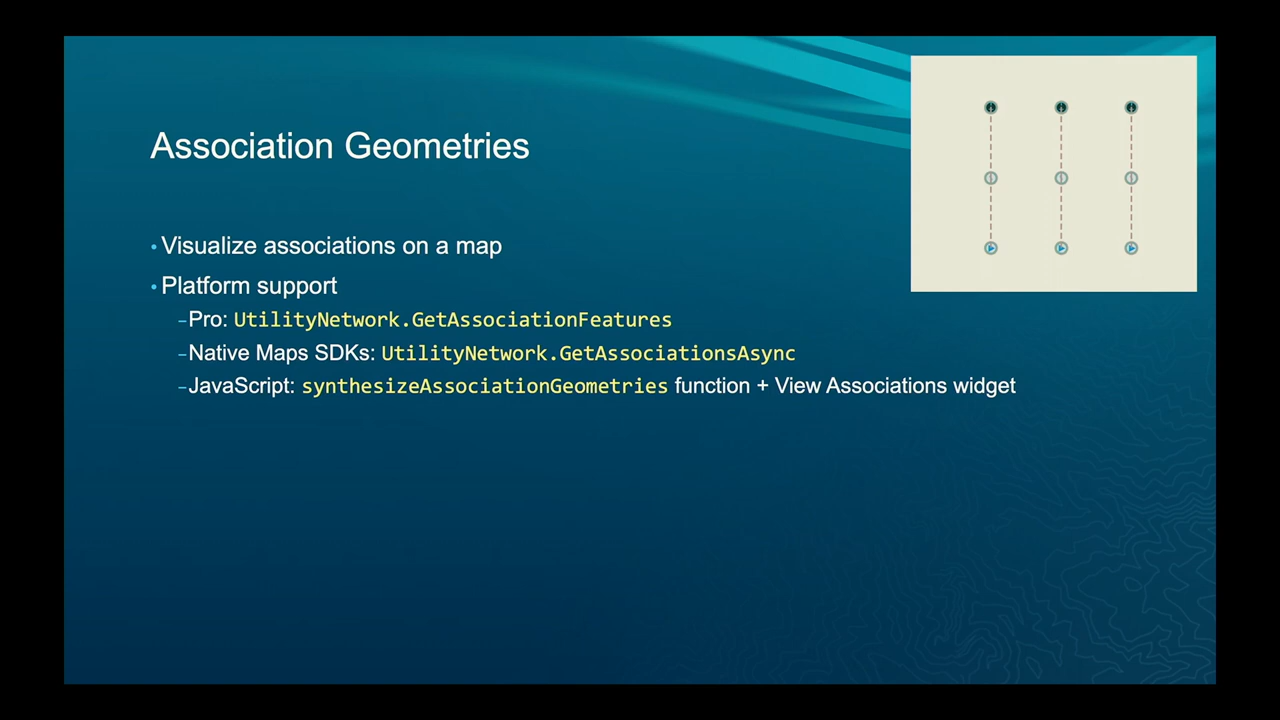 Association Geometries
• Visualize associations on a map
• Platform support
–Pro: UtilityNetwork.GetAssociationFeatures
–Native Maps SDKs: UtilityNetwork.GetAssociationsAsync
–JavaScript: synthesizeAssociationGeometries function + View Associations widget